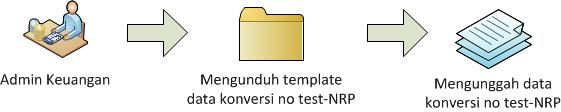 Admin Keuangan
Mengunduh template
data konversi no test-NRP
Mengunggah data
konversi no test-NRP